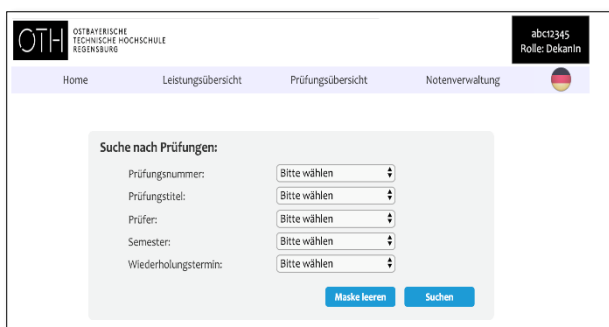 OTH OSTBAYERISCHE
TECHNISCHE HOCHSCHULE
REGENSBURG
abc12345
Rolle: DekanIn
Home Leistungsübersicht Prüfungsübersicht Notenverwaltung
Suche nach Prüfungen:
Prüfungsnummer: Bitte wählen
Prüfungstitel: Bitte wählen
Prüfer: Bitte wählen
Semester: Bitte wählen
Wiederholungstermin: Bitte wählen
Maske leeren Suchen